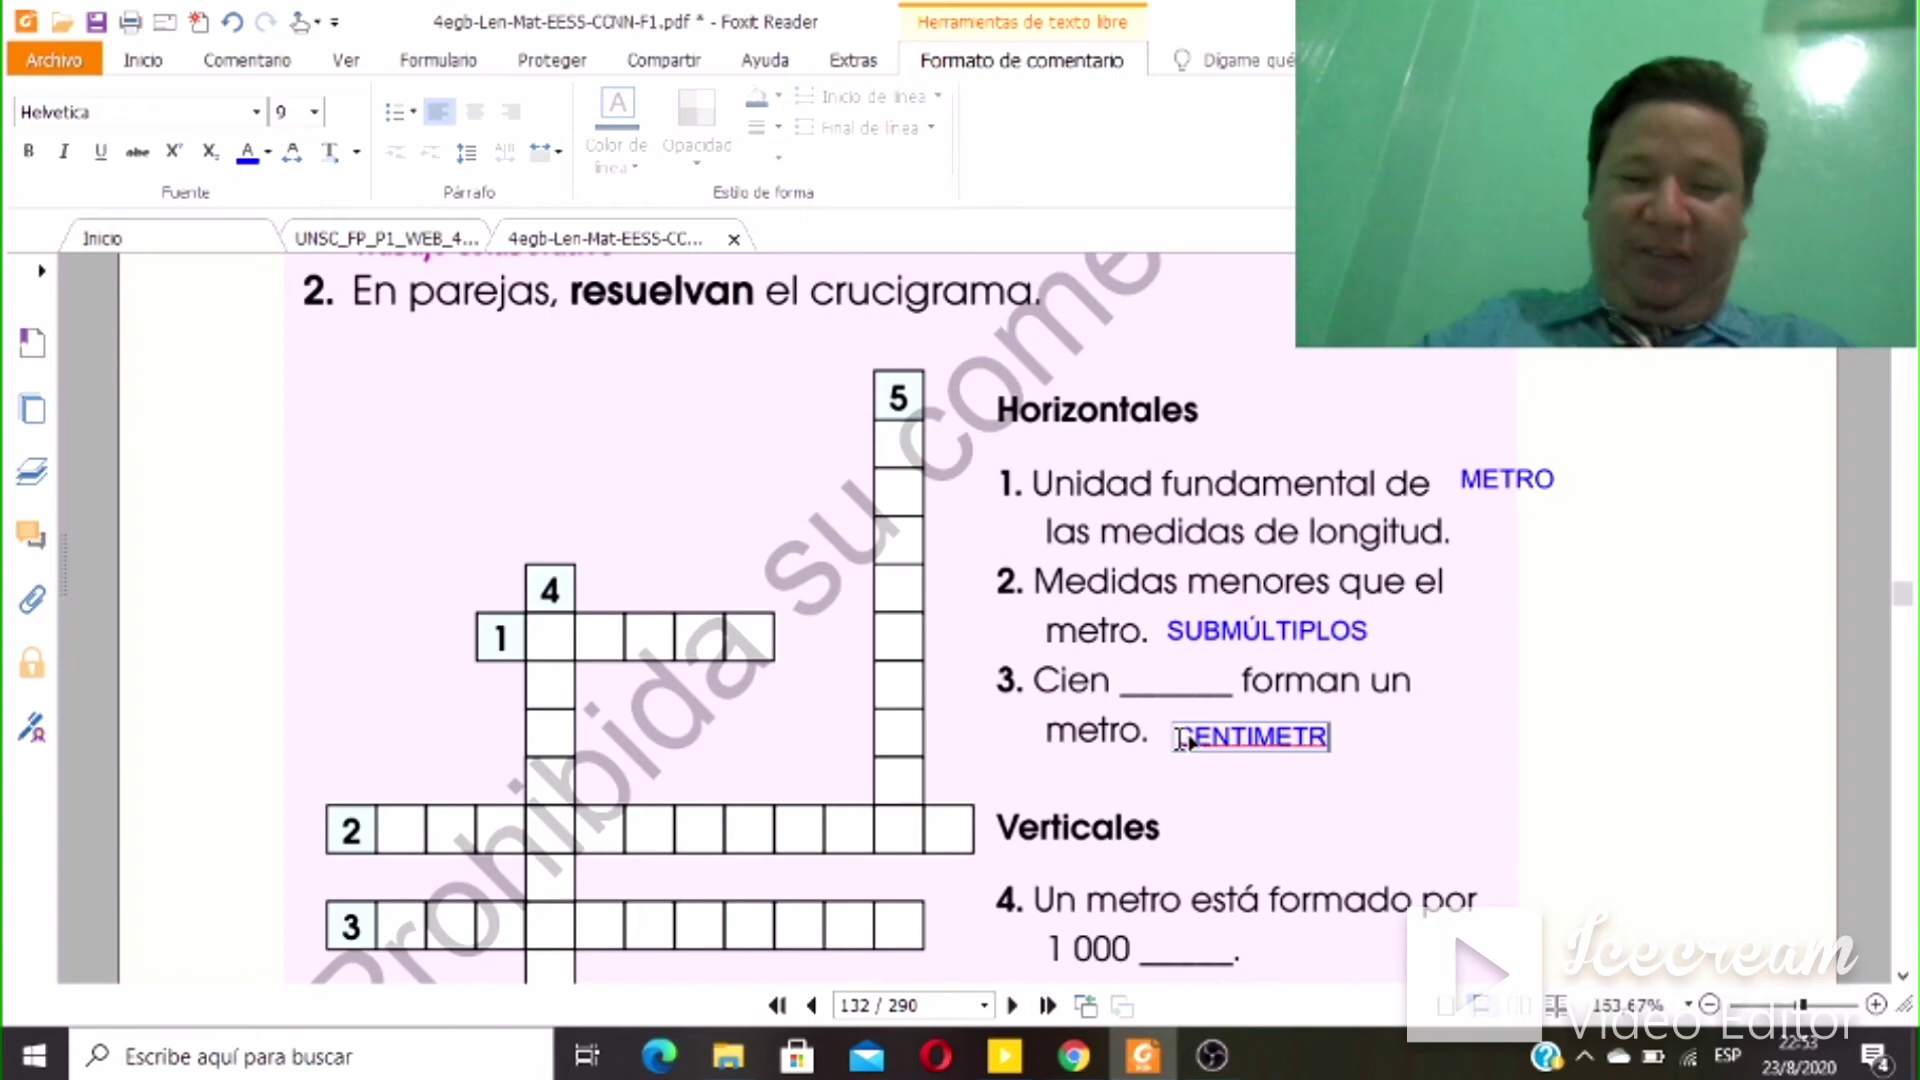 4egb-Len-Mat-EESS-CCNN-F1.pdf * - Foxit Reader
Herramientas de texto libre
Archivo Inicio Comentario Ver Formulario Proteger Compartir Ayuda Extras Formato de comentario Dígame qué
Helvetica 9
Inicio de línea
Final de línea
Color de línea
Opacidad
Fuente Párrafo Estilo de forma
Inicio UNSC_FP_P1_WEB_4... 4egb-Len-Mat-EESS-CC...
2. En parejas, resuelvan el crucigrama.
Prohibida su come
5
Horizontales
1. Unidad fundamental de METRO
las medidas de longitud.
4
2. Medidas menores que el
1
metro. SUBMÚLTIPLOS
3. Cien ______ forman un
metro. CENTIMETR
2
Verticales
3
4. Un metro está formado por
1 000 _____.
132 / 290
153.67%
Icecream
Video Editor
Escribe aquí para buscar
ESP
22:53
23/8/2020
4